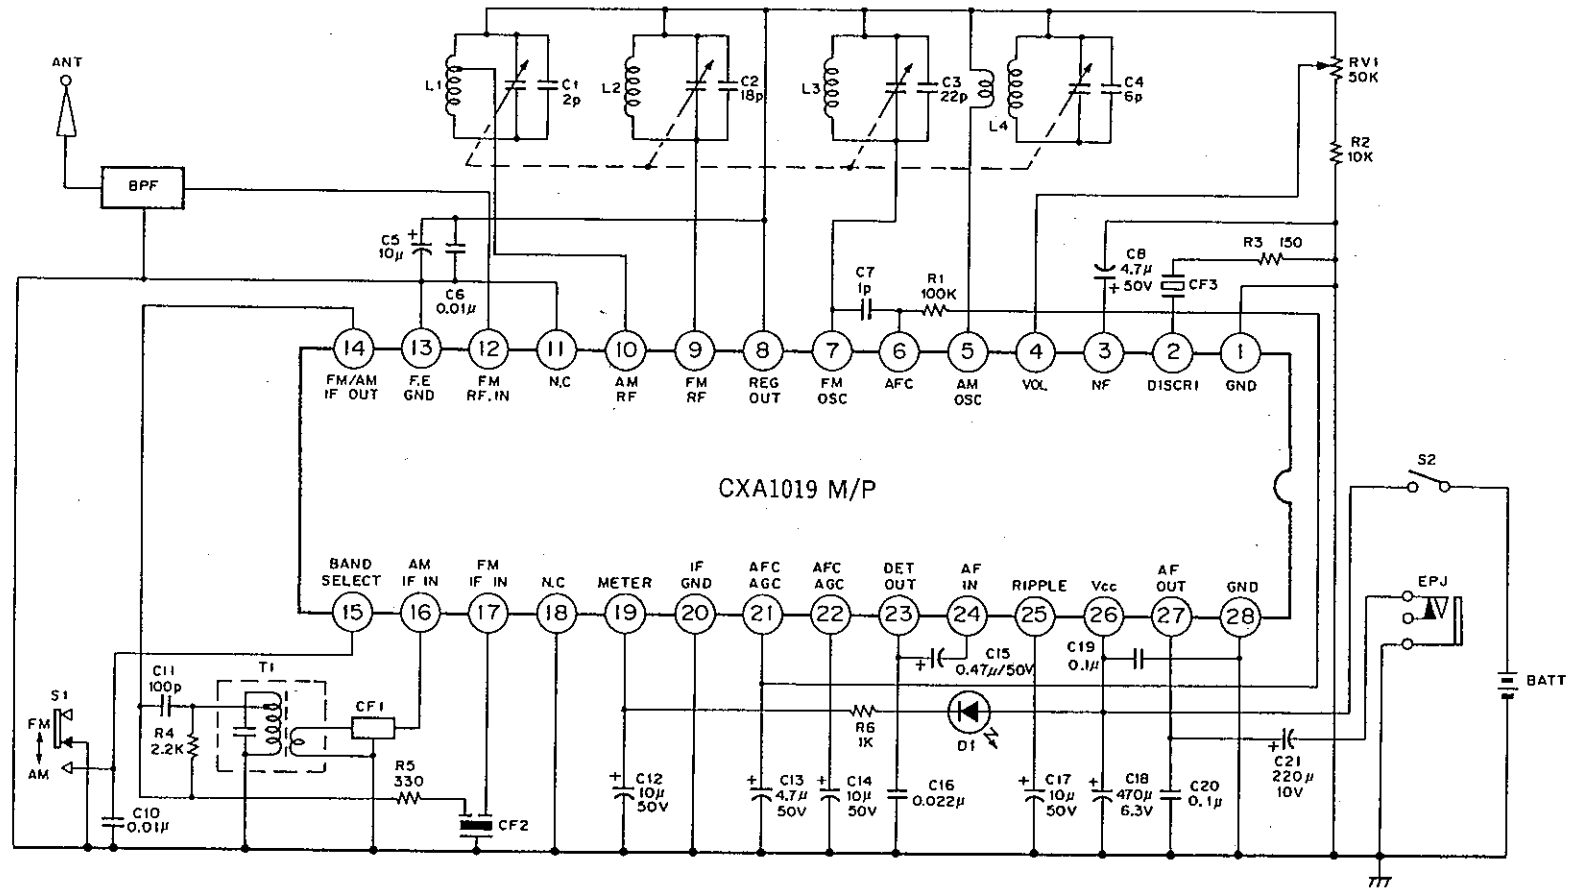 ANT
BPF
L1
C1
2p
L2
C2
18p
L3
C3
22p
L4
C4
6p
RV1
50K
R2
10K
C5
10μ
+
C6
0.01μ
C7
1p
R1
100K
C8
4.7μ
+ 50V
R3 150
CF3
14
13
12
11
10
9
8
7
6
5
4
3
2
1
FM/AM
IF OUT
F.E
GND
FM
RF.IN
N.C
AM
RF
FM
RF
REG
OUT
FM
OSC
AFC
AM
OSC
VOL
NF
DISCRI
GND
CXA1019 M/P
BAND
SELECT
AM
IF IN
FM
IF IN
N.C
METER
IF
GND
AFC
AGC
AFC
AGC
DET
OUT
AF
IN
RIPPLE
Vcc
AF
OUT
GND
15
16
17
18
19
20
21
22
23
24
25
26
27
28
S2
EPJ
BATT
S1
FM
AM
C11
100p
R4
2.2K
T1
CF1
R5
330
CF2
C10
0.01μ
+
C12
10μ
50V
+
C13
4.7μ
50V
+
C14
10μ
50V
C16
0.022μ
+
C15
0.47μ/50V
R6
1K
D1
+
C17
10μ
50V
C19
0.1μ
+
C18
470μ
6.3V
C20
0.1μ
+
C21
220μ
10V